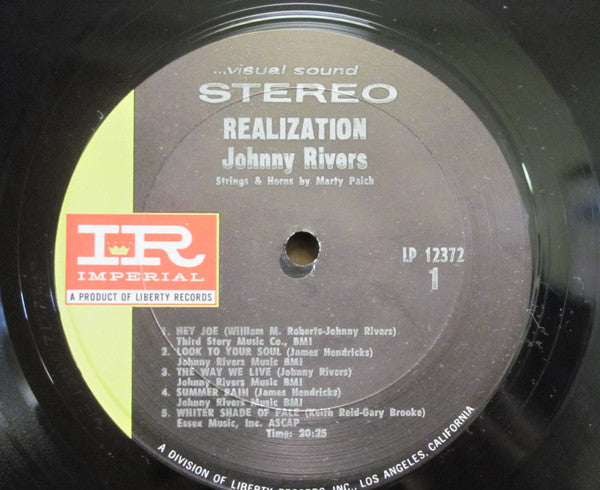 ...visual sound
STEREO
REALIZATION
Johnny Rivers
Strings & Horns by Marty Paich
IR
IMPERIAL
A PRODUCT OF LIBERTY RECORDS
LP 12372
1
1. HEY JOE (William M. Roberts-Johnny Rivers)
Third Story Music Co., BMI
2. LOOK TO YOUR SOUL (James Hendricks)
Johnny Rivers Music BMI
3. THE WAY WE LIVE (Johnny Rivers)
Johnny Rivers Music BMI
4. SUMMER RAIN (James Hendricks)
Johnny Rivers Music BMI
5. WHITER SHADE OF PALE (Keith Reid-Gary Brooke)
Essex Music, Inc. ASCAP
Time: 20:25
A DIVISION OF LIBERTY RECORDS INC., LOS ANGELES, CALIFORNIA